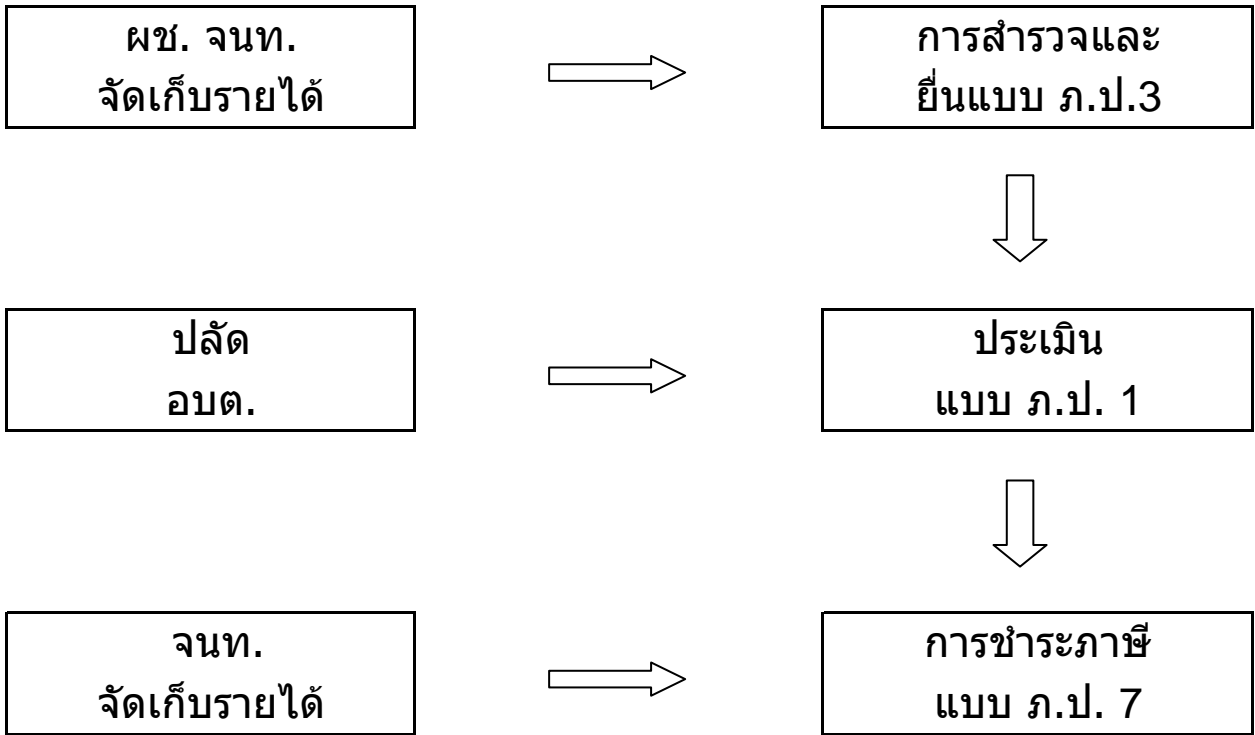 ผช. จนท.
จัดเก็บรายได้
การสำรวจและ
ยื่นแบบ ภ.ป.3
ปลัด
อบต.
ประเมิน
แบบ ภ.ป. 1
จนท.
จัดเก็บรายได้
การชำระภาษี
แบบ ภ.ป. 7